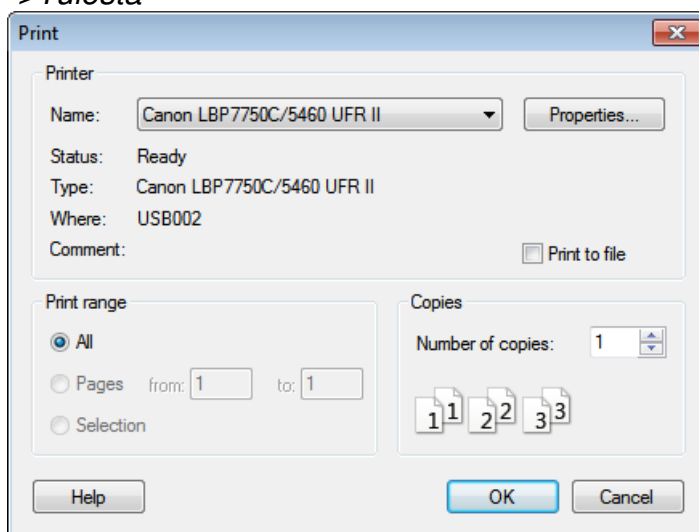 > Tulosta
Print
Printer
Name: Canon LBP7750C/5460 UFR II Properties...
Status: Ready
Type: Canon LBP7750C/5460 UFR II
Where: USB002
Comment: Print to file
Print range
All
Pages from: 1 to: 1
Selection
Copies
Number of copies: 1
1 1 2 2 3 3
Help OK Cancel